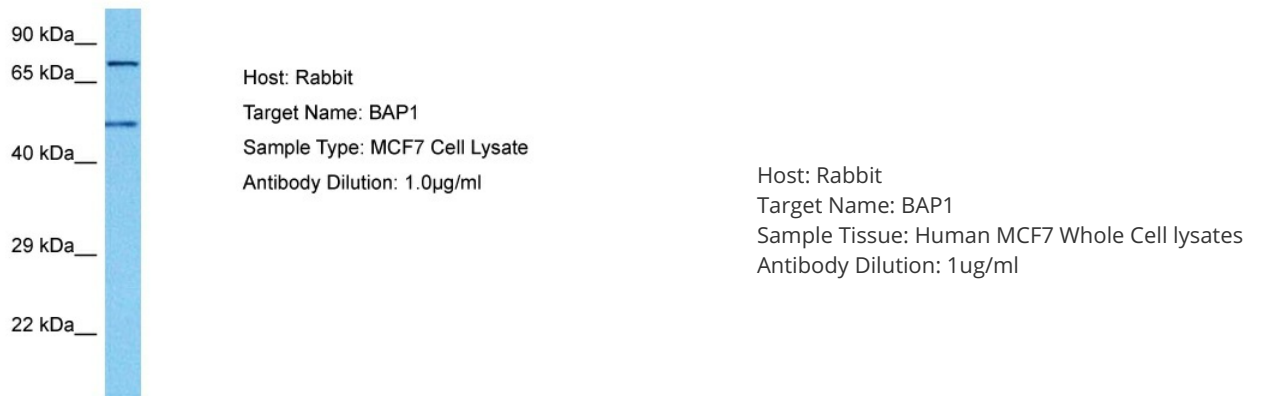 90 kDa__
65 kDa__
40 kDa__
29 kDa__
22 kDa__
Host: Rabbit
Target Name: BAP1
Sample Type: MCF7 Cell Lysate
Antibody Dilution: 1.0µg/ml
Host: Rabbit
Target Name: BAP1
Sample Tissue: Human MCF7 Whole Cell lysates
Antibody Dilution: 1ug/ml